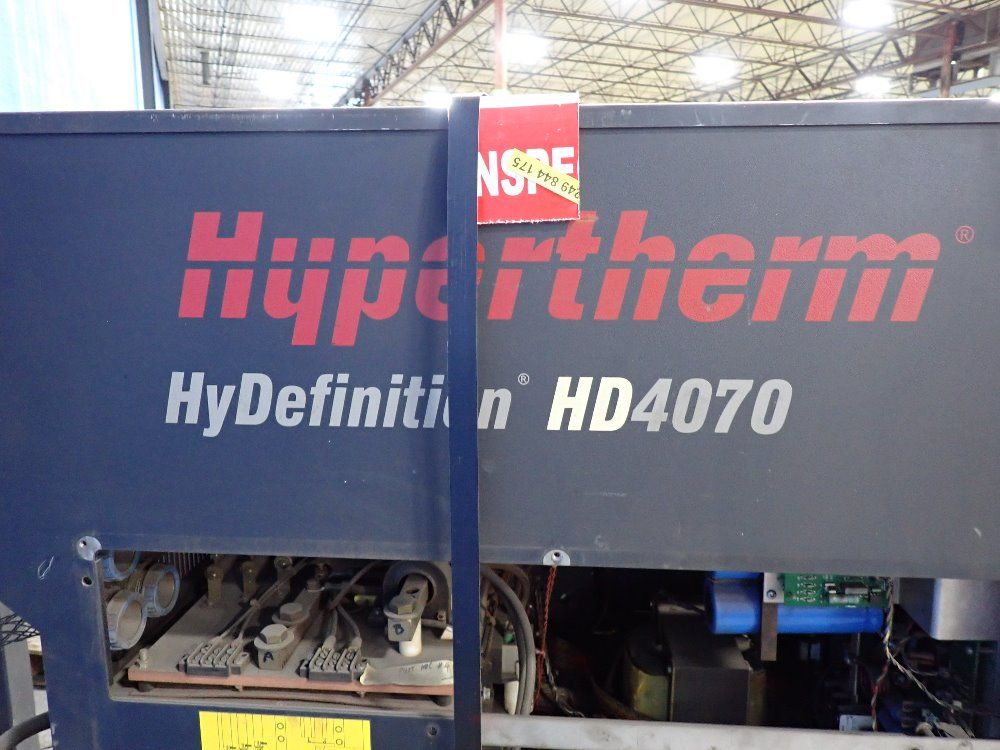 NSPE
249 844 175
Hypertherm®
HyDefinition® HD4070
A
B